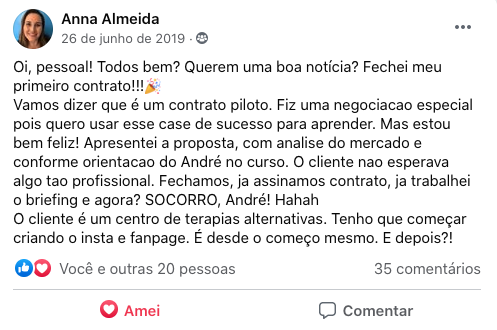 Anna Almeida
26 de junho de 2019 ·
Oi, pessoal! Todos bem? Querem uma boa notícia? Fechei meu
primeiro contrato!!!🎉
Vamos dizer que é um contrato piloto. Fiz uma negociacao especial
pois quero usar esse case de sucesso para aprender. Mas estou
bem feliz! Apresentei a proposta, com analise do mercado e
conforme orientacao do André no curso. O cliente nao esperava
algo tao profissional. Fechamos, ja assinamos contrato, ja trabalhei
o briefing e agora? SOCORRO, André! Hahah
O cliente é um centro de terapias alternativas. Tenho que começar
criando o insta e fanpage. É desde o começo mesmo. E depois?!
Você e outras 20 pessoas 35 comentários
Amei Comentar